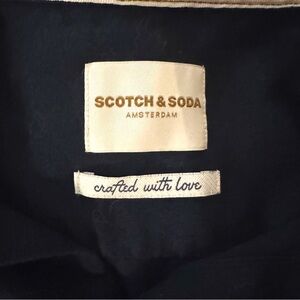 SCOTCH & SODA
AMSTERDAM
crafted with love